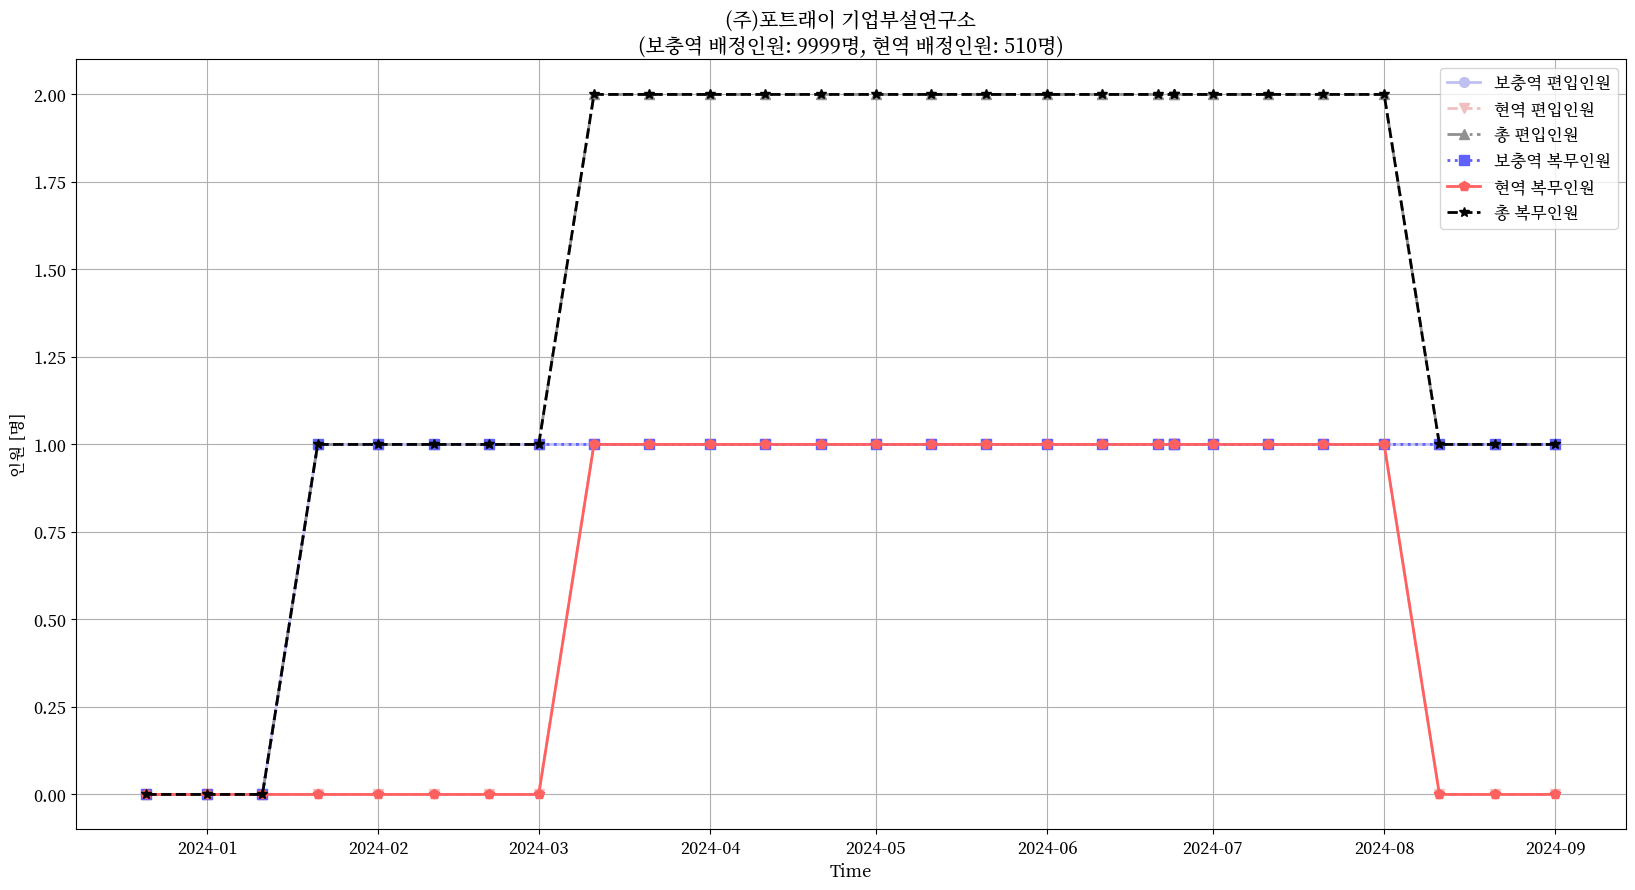 (주)포트래이 기업부설연구소
(보충역 배정인원: 9999명, 현역 배정인원: 510명)
보충역 편입인원
현역 편입인원
총 편입인원
보충역 복무인원
현역 복무인원
총 복무인원
인원 [명]
2.00
1.75
1.50
1.25
1.00
0.75
0.50
0.25
0.00
2024-01
2024-02
2024-03
2024-04
2024-05
2024-06
2024-07
2024-08
2024-09
Time